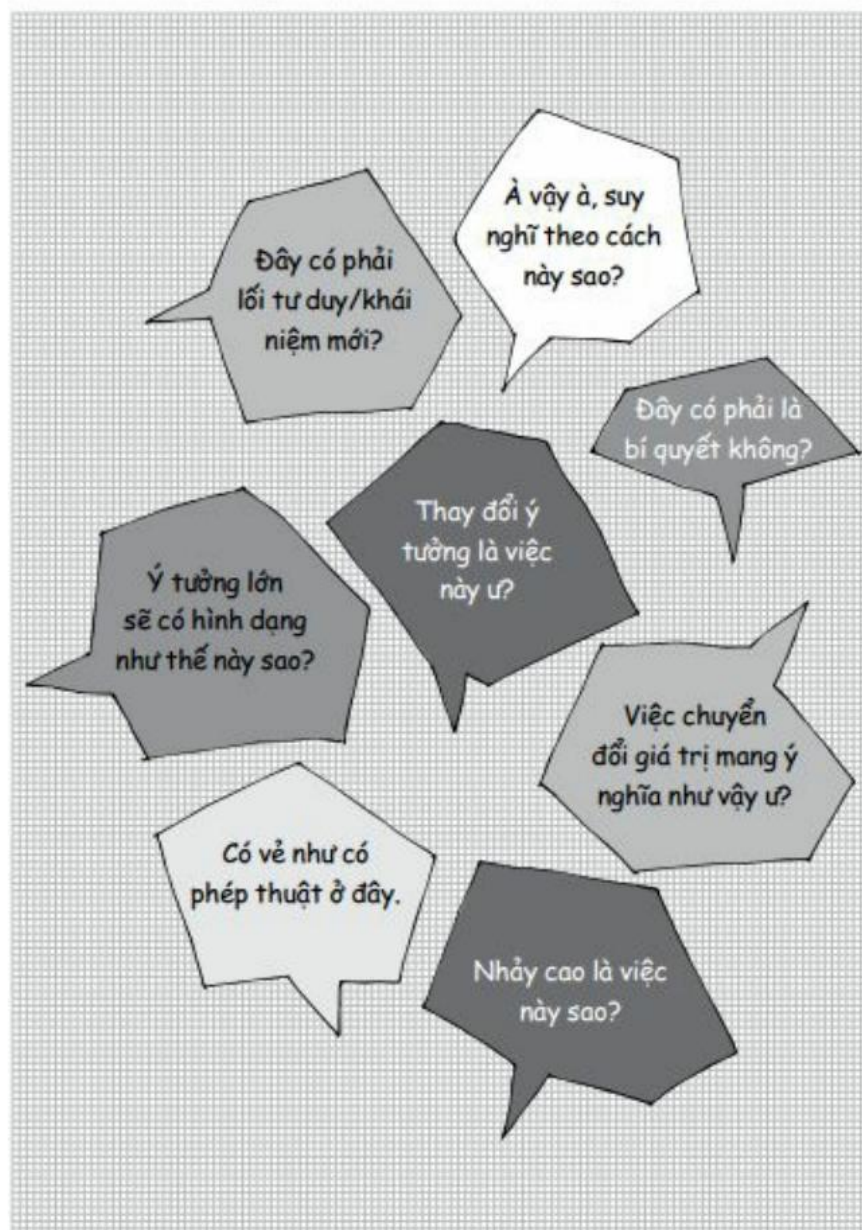 À vậy à, suy
nghĩ theo cách
này sao?
Đây có phải
lối tư duy/khái
niệm mới?
Đây có phải là
bí quyết không?
Thay đổi ý
tưởng là việc
này ư?
Ý tưởng lớn
sẽ có hình dạng
như thế này sao?
Việc chuyển
đổi giá trị mang ý
nghĩa như vậy ư?
Có vẻ như có
phép thuật ở đây.
Nhảy cao là việc
này sao?